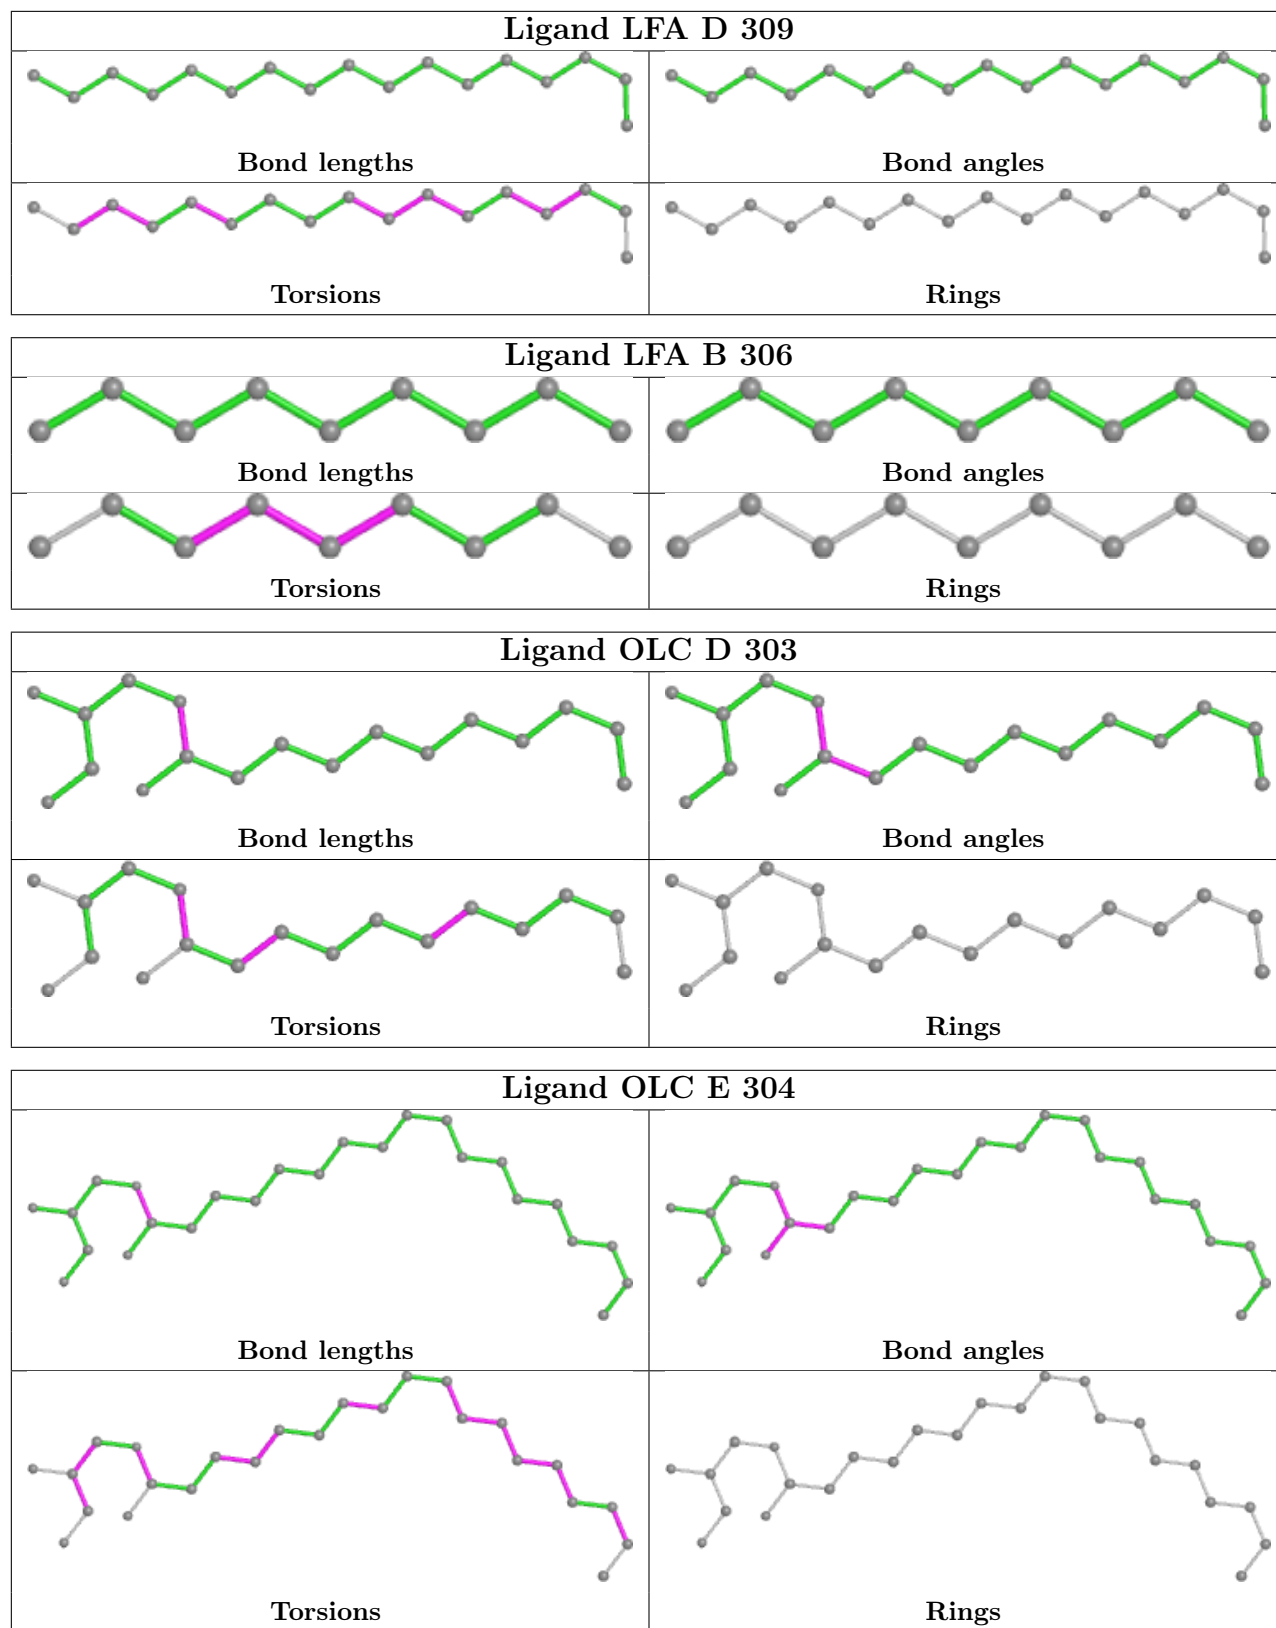 Ligand LFA D 309
Bond lengths
Bond angles
Torsions
Rings
Ligand LFA B 306
Bond lengths
Bond angles
Torsions
Rings
Ligand OLC D 303
Bond lengths
Bond angles
Torsions
Rings
Ligand OLC E 304
Bond lengths
Bond angles
Torsions
Rings